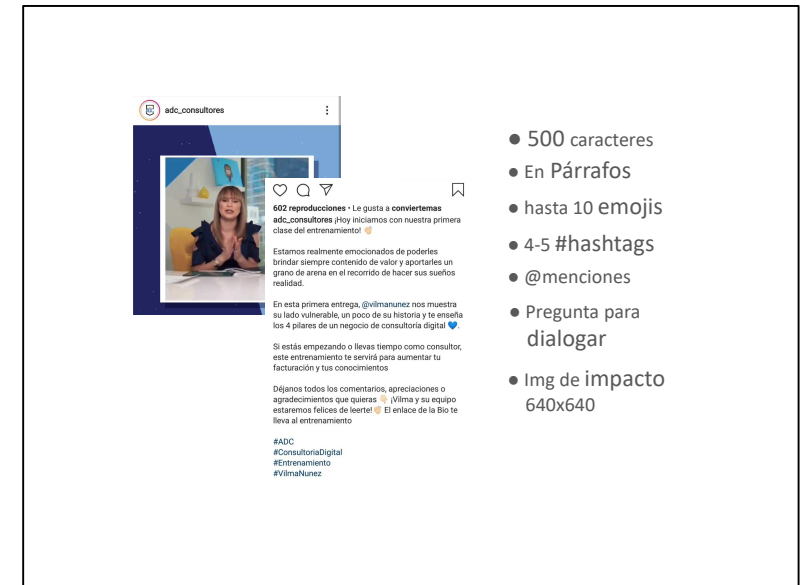 adc_consultores
602 reproducciones • Le gusta a conviertemas
adc_consultores ¡Hoy iniciamos con nuestra primera
clase del entrenamiento! 👏🏻
Estamos realmente emocionados de poderles
brindar siempre contenido de valor y aportarles un
grano de arena en el recorrido de hacer sus sueños
realidad.
En esta primera entrega, @vilmanunez nos muestra
su lado vulnerable, un poco de su historia y te enseña
los 4 pilares de un negocio de consultoría digital 💙.
Si estás empezando o llevas tiempo como consultor,
este entrenamiento te servirá para aumentar tu
facturación y tus conocimientos
Déjanos todos los comentarios, apreciaciones o
agradecimientos que quieras 👇🏻 ¡Vilma y su equipo
estaremos felices de leerte!👏🏻 El enlace de la Bio te
lleva al entrenamiento
#ADC
#ConsultoriaDigital
#Entrenamiento
#VilmaNunez
● 500 caracteres
● En Párrafos
● hasta 10 emojis
● 4-5 #hashtags
● @menciones
● Pregunta para
dialogar
● Img de impacto
640x640